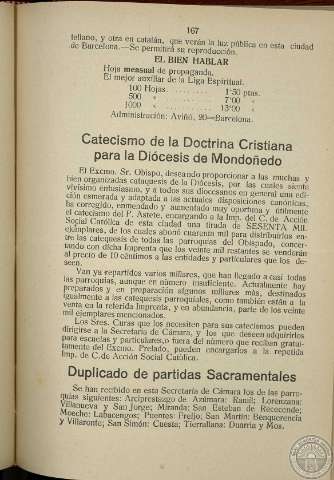 167
tellano, y otra en catalán, que verán la luz pública en esta ciudad
de Barcelona.—Se permitirá su reproducción.
EL BIEN HABLAR
Hoja mensual de propaganda.
El mejor auxiliar de la Liga Espiritual.
100 Hojas. . . . . . . . . . 1'50 ptas.
500 » . . . . . . . . . . 7'00 »
1000 » . . . . . . . . . . 13'00 »
Administración: Aviñó, 20=Barcelona.
Catecismo de la Doctrina Cristiana
para la Diócesis de Mondoñedo
El Excmo. Sr. Obispo, deseando proporcionar a las muchas y
bien organizadas cataquesis de la Diócesis, par las cuales siente
vivísimo entusiasmo, y a todos sus diocesanos en general una edi-
ción esmerada y adaptada a las actuales disposiciones canónicas,
ha corregido, enmendado y aumentado muy oportuna y útilmente
el catecismo del P. Astete, encargando a la Imp. del C. de Acción
Social Católica de esta ciudad una tirada de SESENTA MIL
ejemplares, de los cuales abonó cuarenta mil para distribuirlos en-
tre las catequesis de todas las parroquias del Obispado, concer-
tando con dicha Imprenta que los veinte mil restantes se venderán
al precio de 10 céntimos a las entidades y particulares que los de-
seen.
Van ya repartidos varios millares, que han llegado a casi todas
las parroquias, aunque en número insuficiente. Actualmente hay
preparados y en preparación algunos millares más, destinados
igualmente a las catequesis parroquiales, como también están a la
venta en la referida Imprenta, y en abundancia, parte de los veinte
mil ejemplares mencionados.
Los Sres. Curas que los necesiten para sus catecismos pueden
dirigirse a la Secretaría de Cámara, y los que deseen adquirirlos
para escuelas y particulares,o fuera del número que reciban gratui-
tamente del Excmo. Prelado, pueden encargarlos a la repetida
Imp. de C.de Acción Social Católica.
Duplicado de partidas Sacramentales
Se han recibido en esta Secretaría de Cámara los de las parro-
quias siguientes: Arciprestazgo de Anímara: Ramil; Lorenzana:
Villanueva y San Jorge; Miranda: San Esteban de Rececende;
Moeche: Labacengos; Puentes: Freijo; San Martín: Benquerencia
y Villaronte; San Simón: Cuesta; Tierrallana: Duarria y Mos.